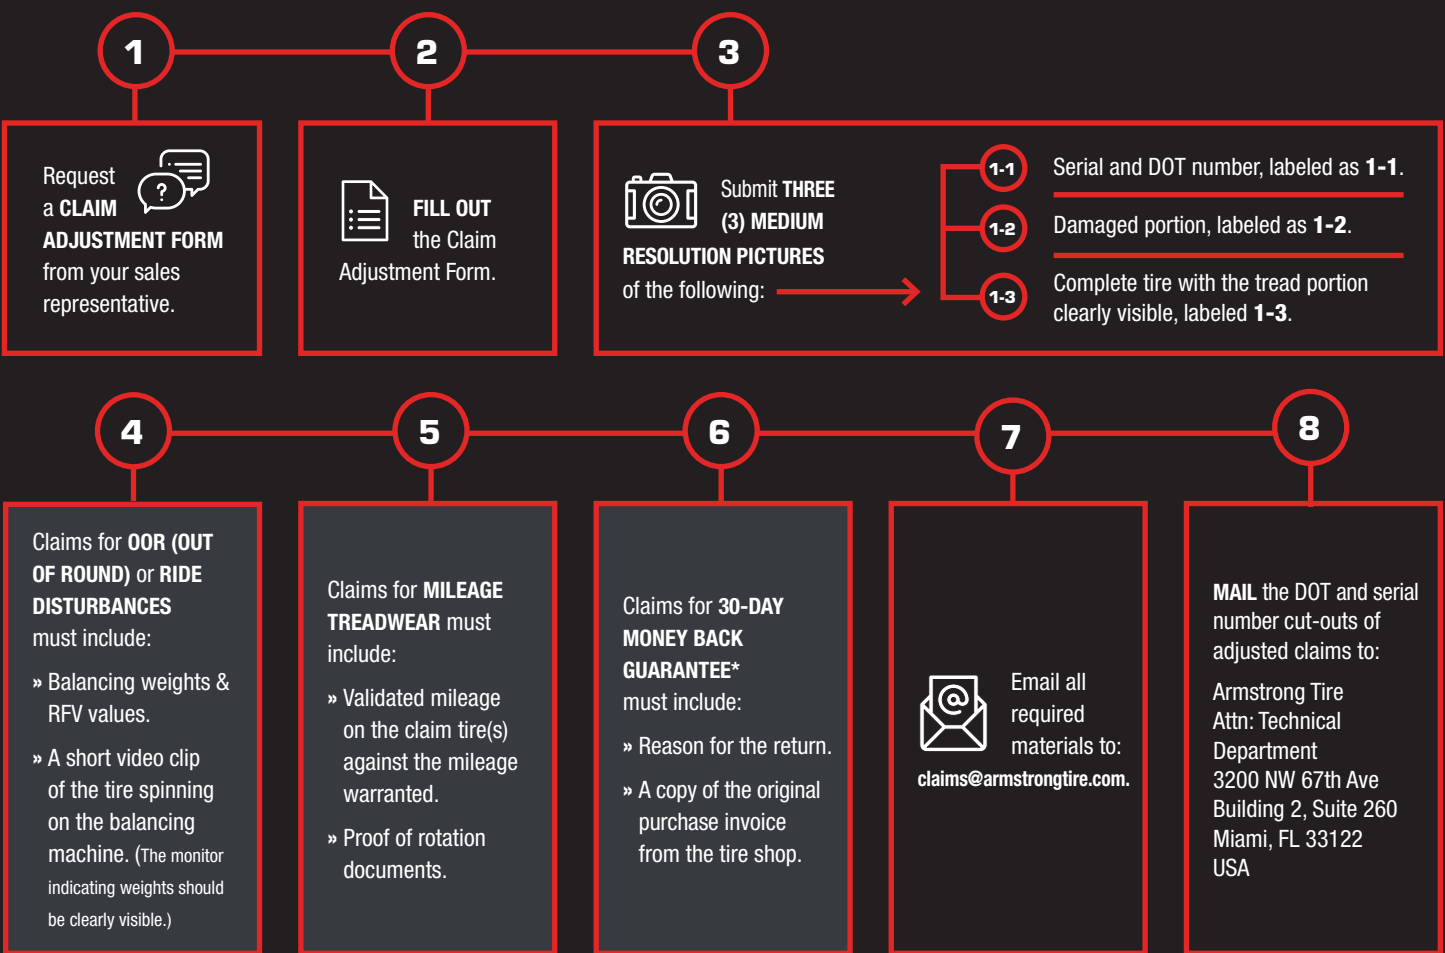 1
2
3
Request
a CLAIM
ADJUSTMENT FORM
from your sales
representative.
?
FILL OUT
the Claim
Adjustment Form.
Submit THREE
(3) MEDIUM
RESOLUTION PICTURES
of the following:
1-1
Serial and DOT number, labeled as 1-1.
1-2
Damaged portion, labeled as 1-2.
1-3
Complete tire with the tread portion
clearly visible, labeled 1-3.
4
5
6
7
8
Claims for OOR (OUT
OF ROUND) or RIDE
DISTURBANCES
must include:
» Balancing weights &
RFV values.
» A short video clip
of the tire spinning
on the balancing
machine. (The monitor
indicating weights should
be clearly visible.)
Claims for MILEAGE
TREADWEAR must
include:
» Validated mileage
on the claim tire(s)
against the mileage
warranted.
» Proof of rotation
documents.
Claims for 30-DAY
MONEY BACK
GUARANTEE*
must include:
» Reason for the return.
» A copy of the original
purchase invoice
from the tire shop.
@
Email all
required
materials to:
claims@armstrongtire.com.
MAIL the DOT and serial
number cut-outs of
adjusted claims to:
Armstrong Tire
Attn: Technical
Department
3200 NW 67th Ave
Building 2, Suite 260
Miami, FL 33122
USA